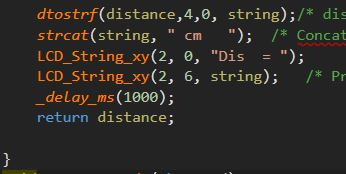 dtostrf(distance,4,0, string);/* dis
strcat(string, " cm   ");  /* Concat
LCD_String_xy(2, 0, "Dis  = ");
LCD_String_xy(2, 6, string);    /* Pr
_delay_ms(1000);
return distance;
}